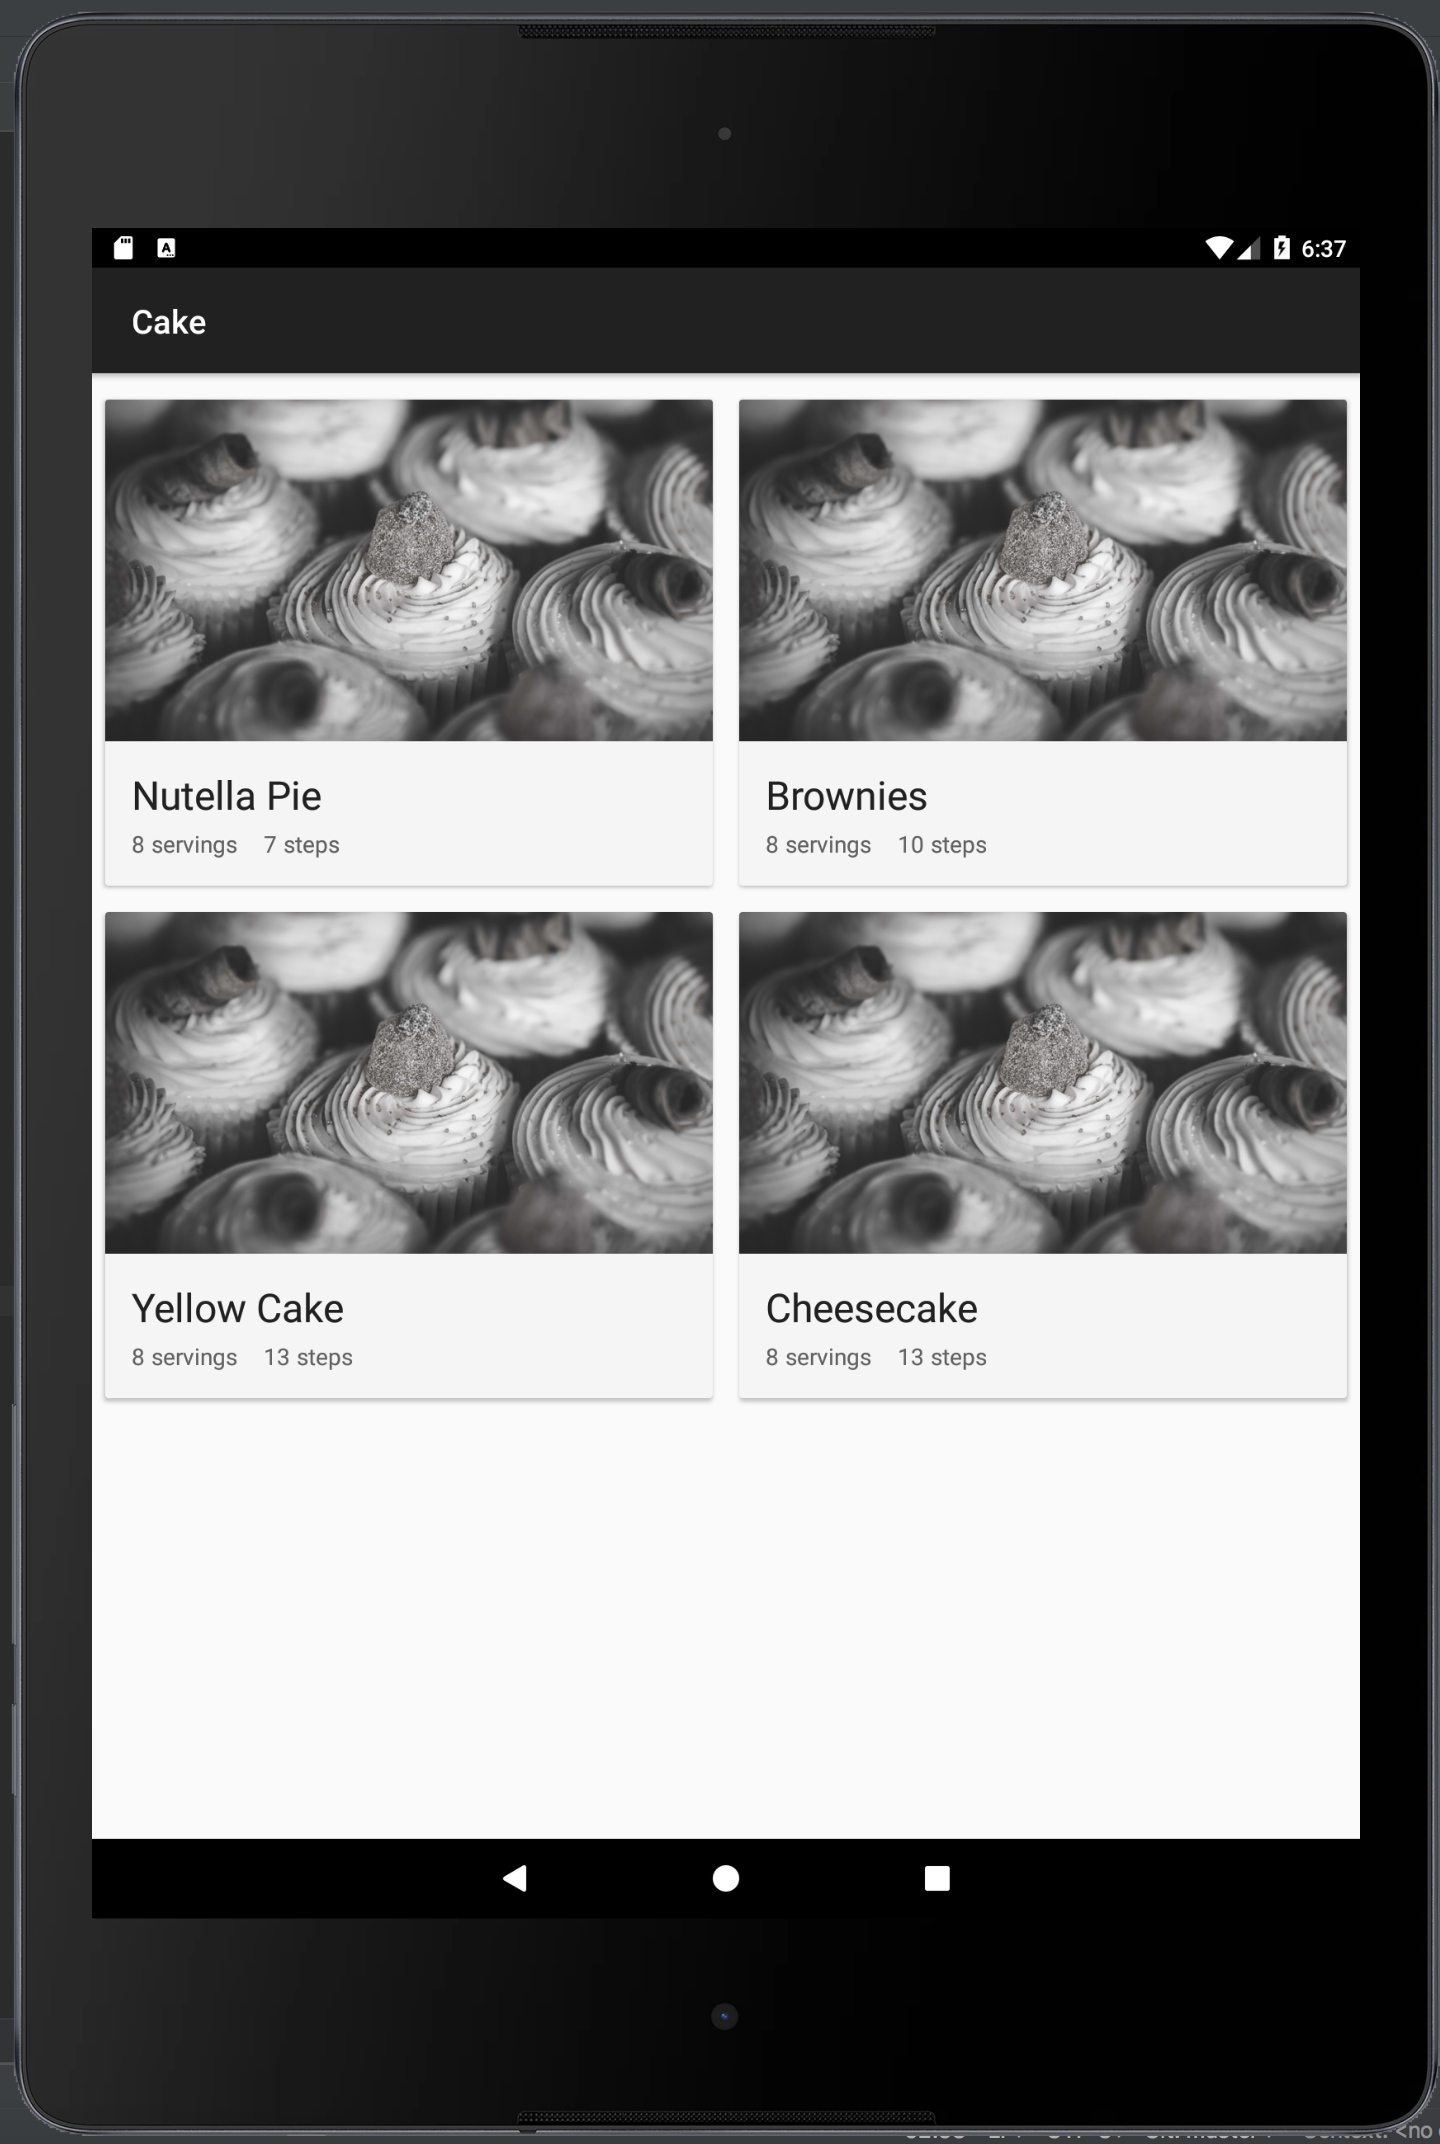 6:37
Cake
Nutella Pie
8 servings 7 steps
Brownies
8 servings 10 steps
Yellow Cake
8 servings 13 steps
Cheesecake
8 servings 13 steps
<no